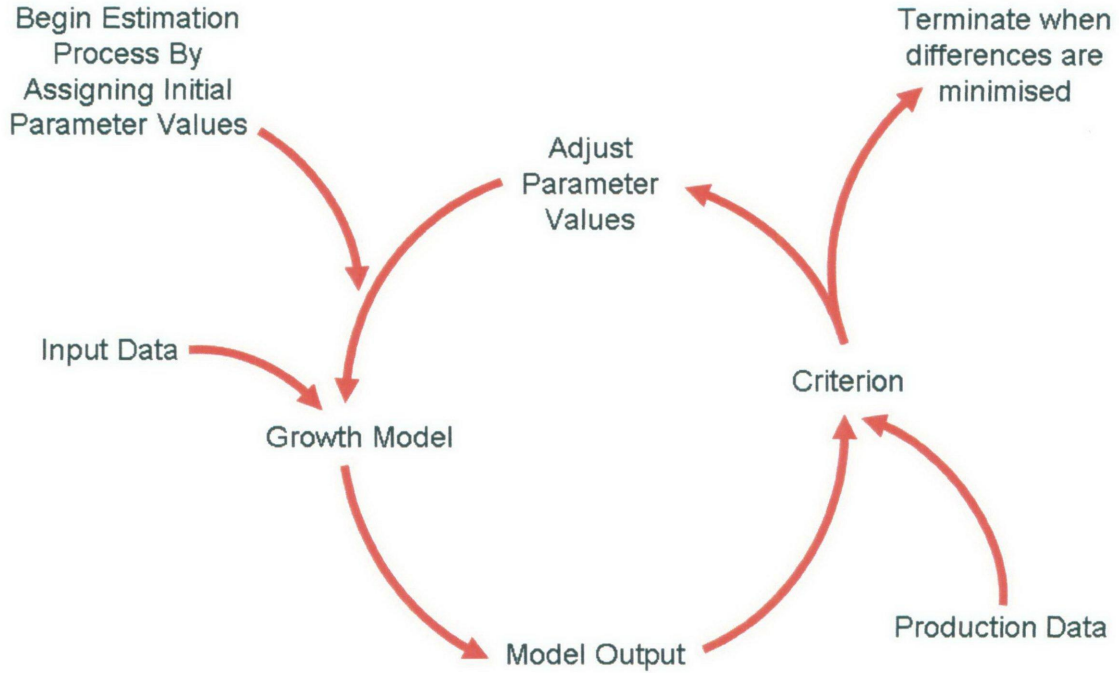 Begin Estimation
Process By
Assigning Initial
Parameter Values
Terminate when
differences are
minimised
Adjust
Parameter
Values
Input Data
Criterion
Growth Model
Production Data
Model Output